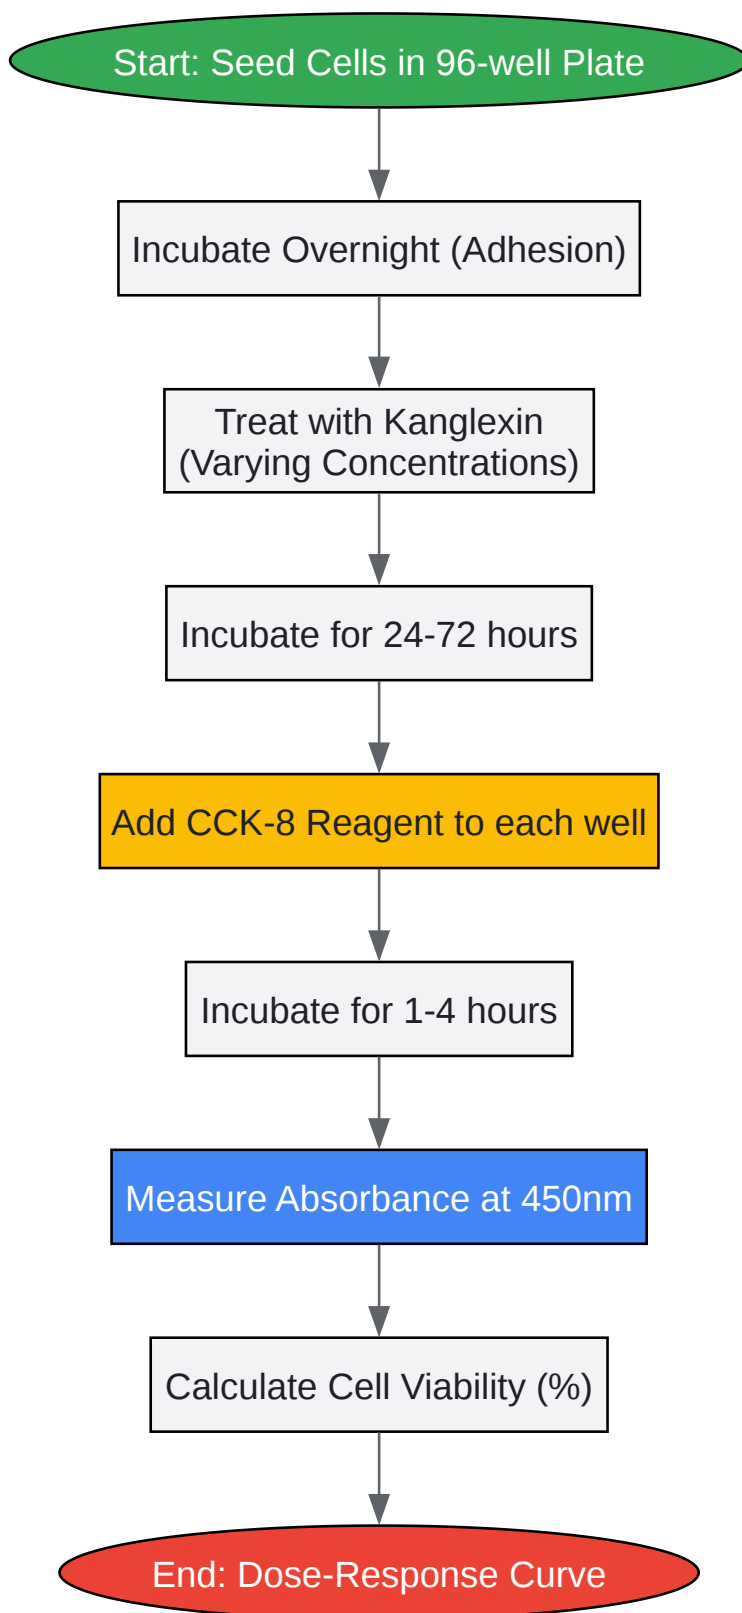 Start: Seed Cells in 96-well Plate
Incubate Overnight (Adhesion)
Treat with Kanglexin
(Varying Concentrations)
Incubate for 24-72 hours
Add CCK-8 Reagent to each well
Incubate for 1-4 hours
Measure Absorbance at 450nm
Calculate Cell Viability (%)
End: Dose-Response Curve